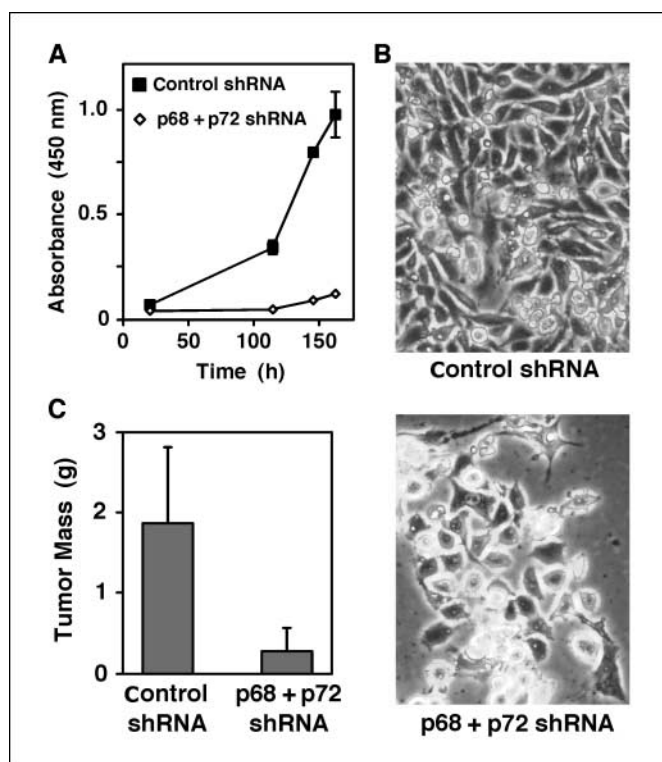 A
Control shRNA
p68 + p72 shRNA
Absorbance (450 nm)
1.0
0.5
0
0 50 100 150
Time (h)
B
Control shRNA
p68 + p72 shRNA
C
Tumor Mass (g)
3
2
1
0
Control
shRNA
p68 + p72
shRNA